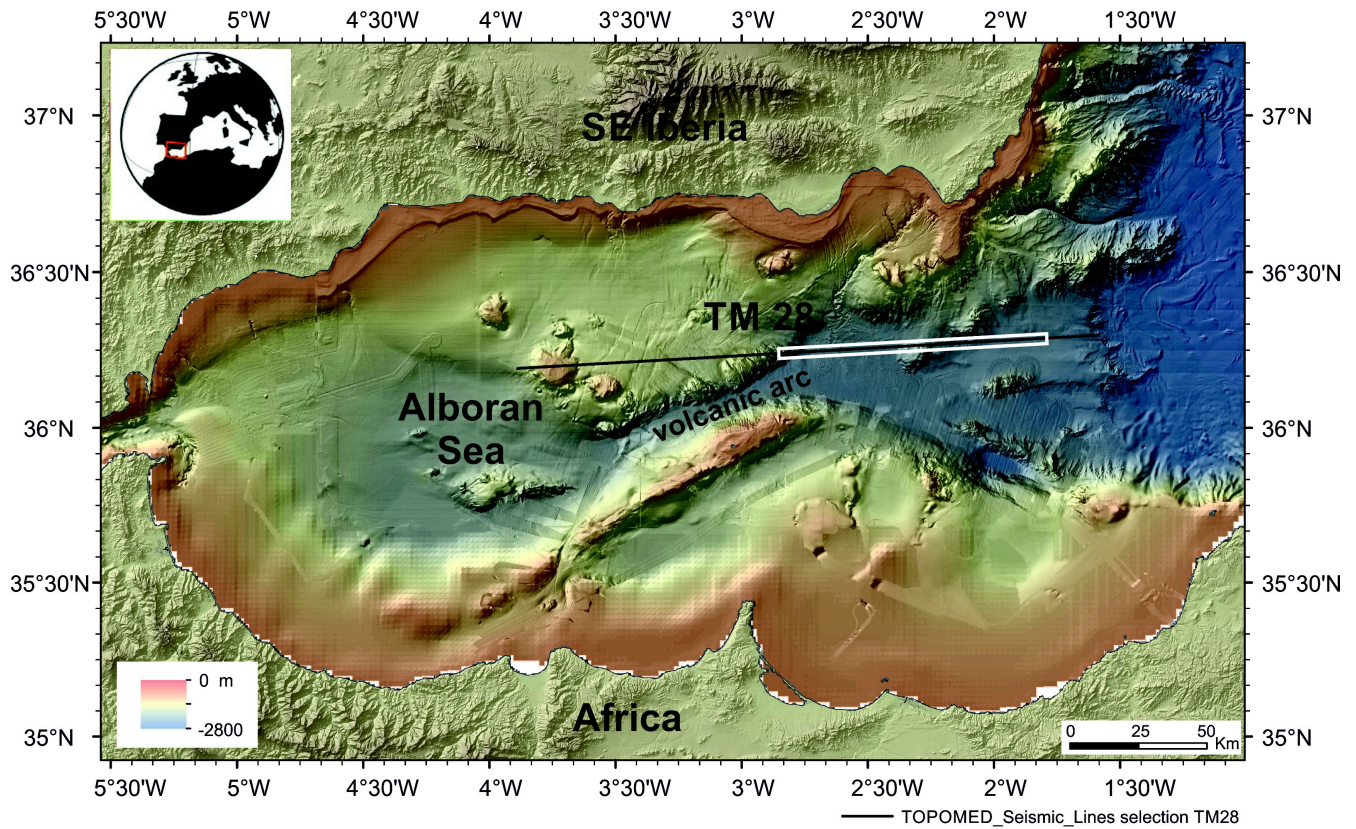 5°30'W 5°W 4°30'W 4°W 3°30'W 3°W 2°30'W 2°W 1°30'W
37°N 37°N
SE Iberia
36°30'N 36°30'N
TM 28
volcanic arc
Alboran
Sea
36°N 36°N
35°30'N 35°30'N
0 m
-2800
Africa
0 25 50
Km
35°N 35°N
5°30'W 5°W 4°30'W 4°W 3°30'W 3°W 2°30'W 2°W 1°30'W
TOPOMED_Seismic_Lines selection TM28